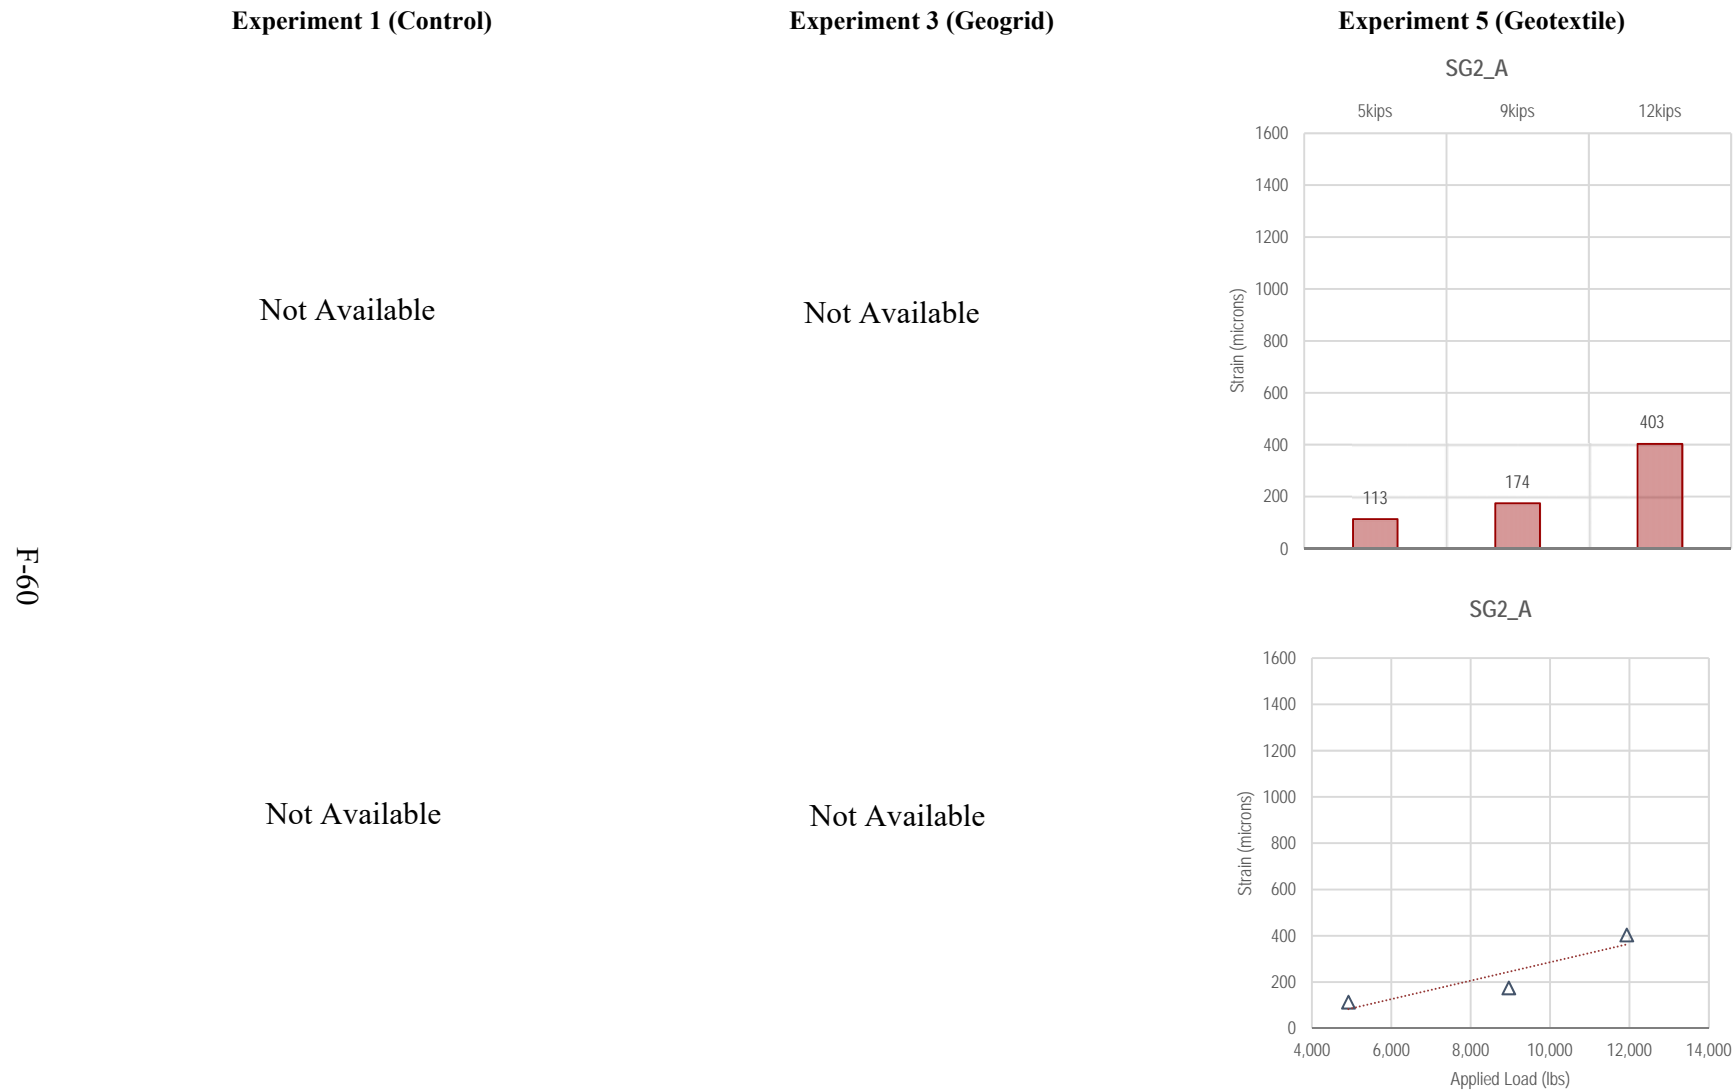 Experiment 1 (Control)
Experiment 3 (Geogrid)
Experiment 5 (Geotextile)
SG2_A
5kips
9kips
12kips
1600
1400
1200
1000
800
600
400
200
0
Strain (microns)
113
174
403
Not Available
Not Available
F-60
SG2_A
1600
1400
1200
1000
800
600
400
200
0
Strain (microns)
4,000
6,000
8,000
10,000
12,000
14,000
Applied Load (lbs)
Not Available
Not Available